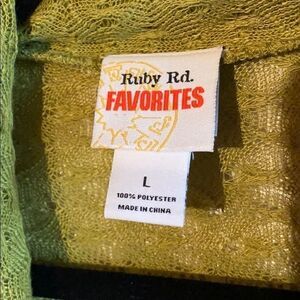 Ruby Rd.
FAVORITES
L
100% POLYESTER
MADE IN CHINA